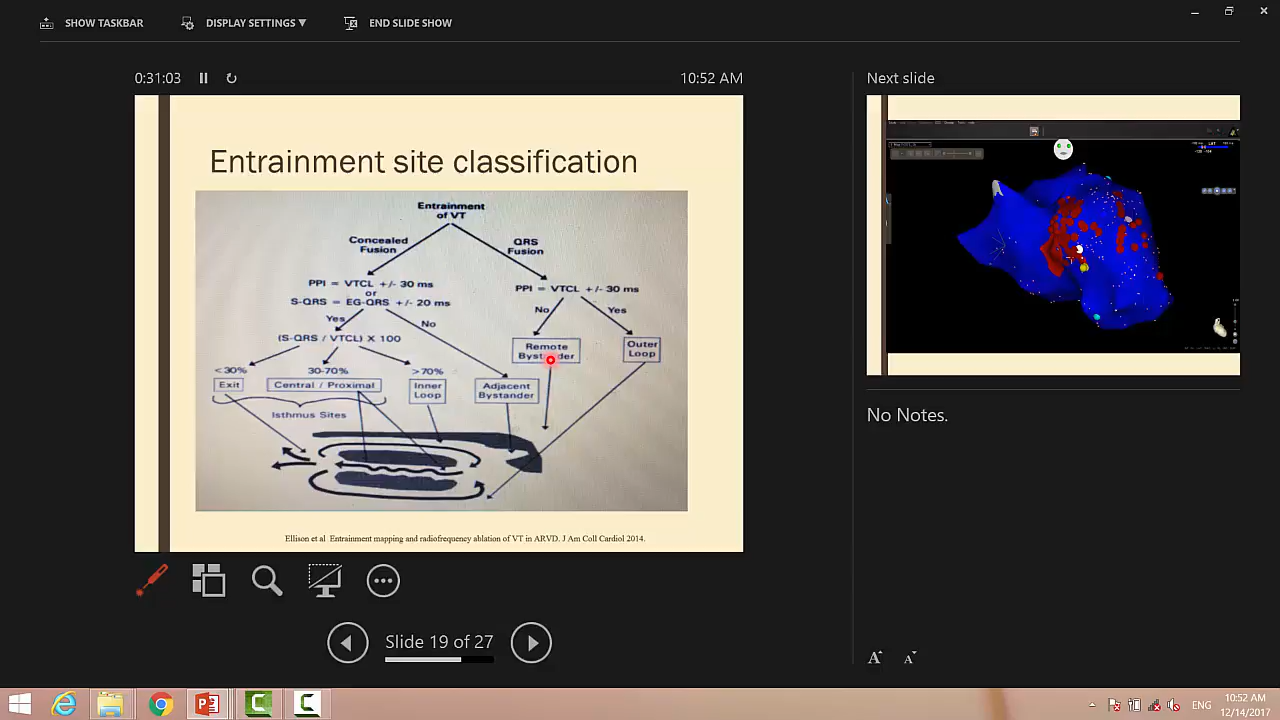 SHOW TASKBAR
DISPLAY SETTINGS ▼
END SLIDE SHOW
0:31:03
10:52 AM
Next slide
Entrainment site classification
Entrainment
of VT
Concealed
Fusion
QRS
Fusion
PPI = VTCL +/- 30 ms
or
S-QRS = EG-QRS +/- 20 ms
PPI = VTCL +/- 30 ms
No
Yes
Yes
No
(S-QRS / VTCL) X 100
Remote
Bystander
Outer
Loop
<30%
30-70%
>70%
Exit
Central / Proximal
Inner
Loop
Adjacent
Bystander
Isthmus Sites
Ellison et al Entrainment mapping and radiofrequency ablation of VT in ARVD. J Am Coll Cardiol 2014.
No Notes.
Slide 19 of 27
A
A
ENG
10:52 AM
12/14/2017